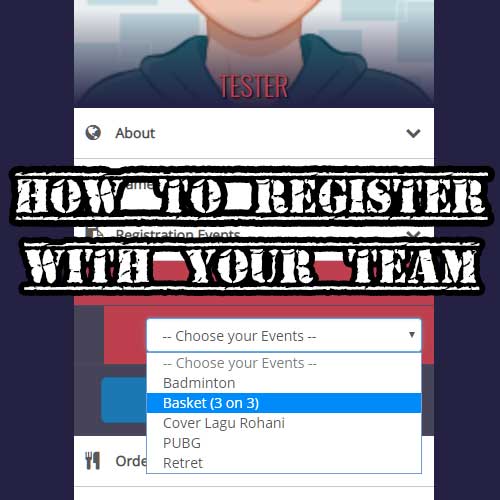 TESTER
About
HOW TO REGISTER
Registration Events
WITH YOUR TEAM
-- Choose your Events --
-- Choose your Events --
Badminton
Basket (3 on 3)
Cover Lagu Rohani
PUBG
Retret
Orde